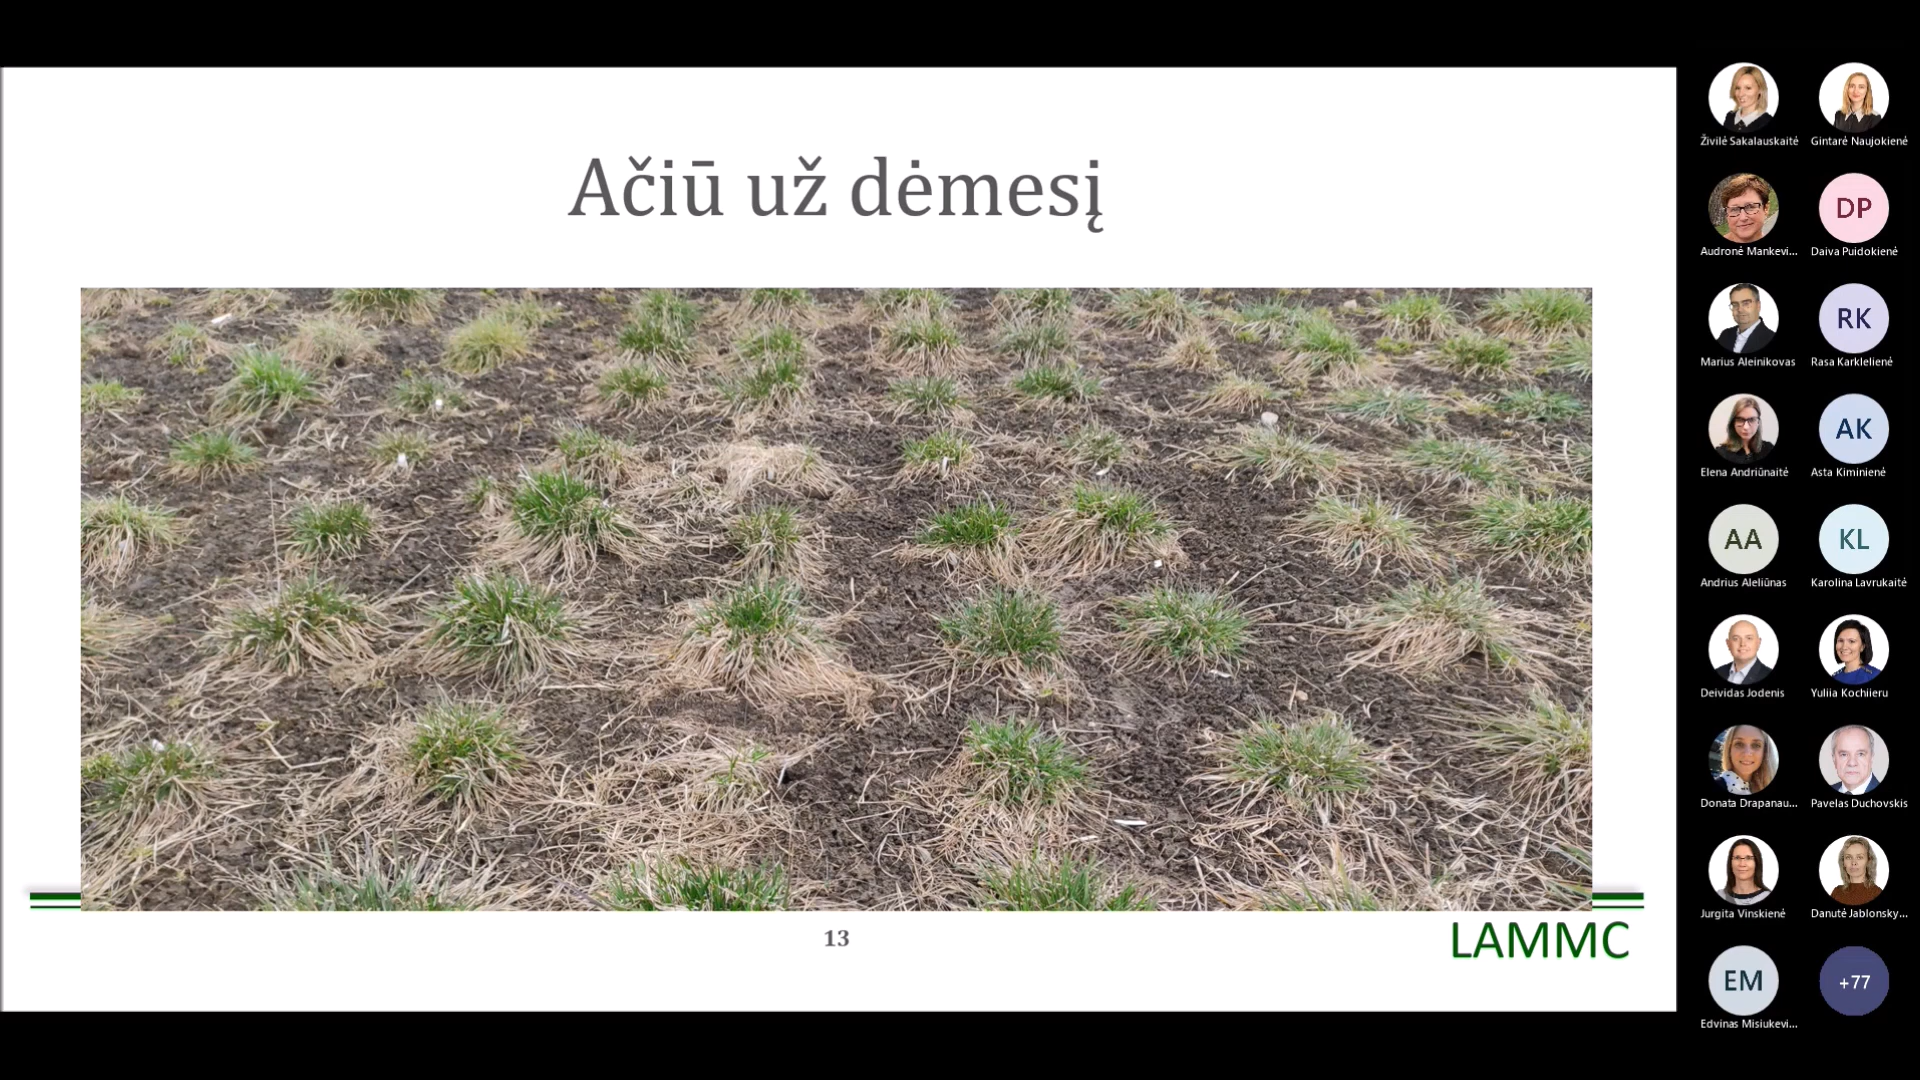 Ačiū už dėmesį
13
LAMMC
Živilė Sakalauskaitė
Gintarė Naujokienė
Audronė Mankevi...
DP
Daiva Puidokienė
Marius Aleinikovas
RK
Rasa Karklelienė
Elena Andriūnaitė
AK
Asta Kiminienė
AA
Andrius Aleliūnas
KL
Karolina Lavrukaitė
Deividas Jodenis
Yuliia Kochiieru
Donata Drapanau...
Pavelas Duchovskis
Jurgita Vinskienė
Danutė Jablonsky...
EM
Edvinas Misiukevi...
+77